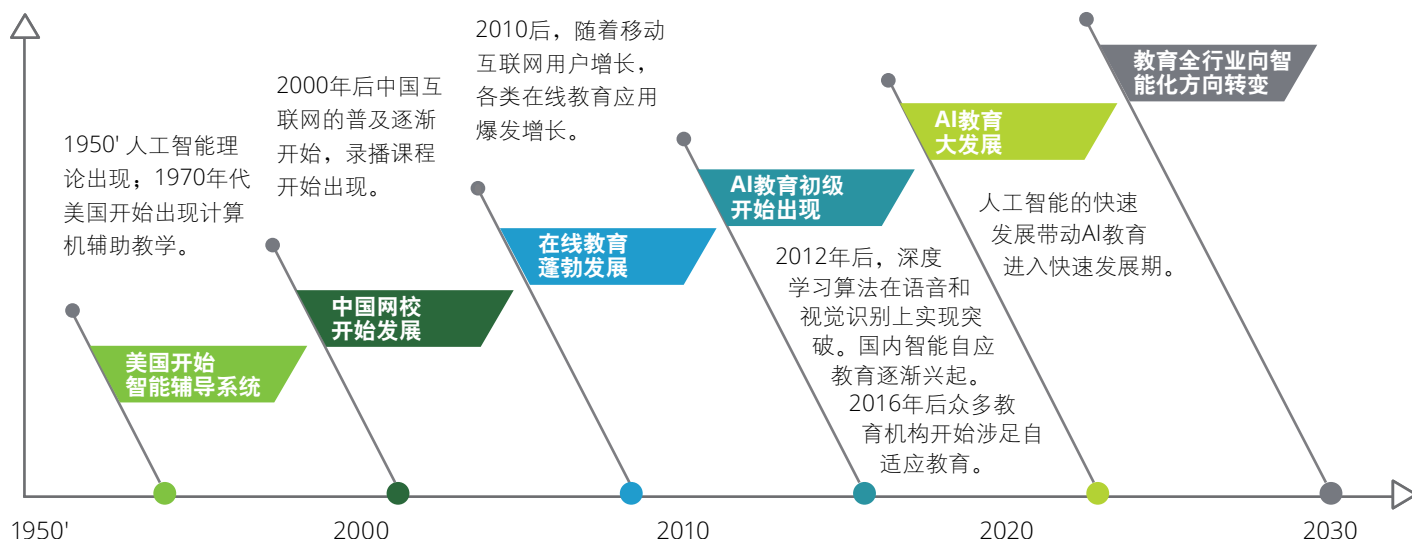 1950' 人工智能理
论出现；1970年代
美国开始出现计算
机辅助教学。
美国开始
智能辅导系统
2000年后中国互
联网的普及逐渐
开始，录播课程
开始出现。
中国网校
开始发展
2010后，随着移动
互联网用户增长，
各类在线教育应用
爆发增长。
在线教育
蓬勃发展
AI教育初级
开始出现
2012年后，深度
学习算法在语音和
视觉识别上实现突
破。国内智能自应
教育逐渐兴起。
2016年后众多教
育机构开始涉足自
适应教育。
AI教育
大发展
人工智能的快速
发展带动AI教育
进入快速发展期。
教育全行业向智
能化方向转变
1950'
2000
2010
2020
2030